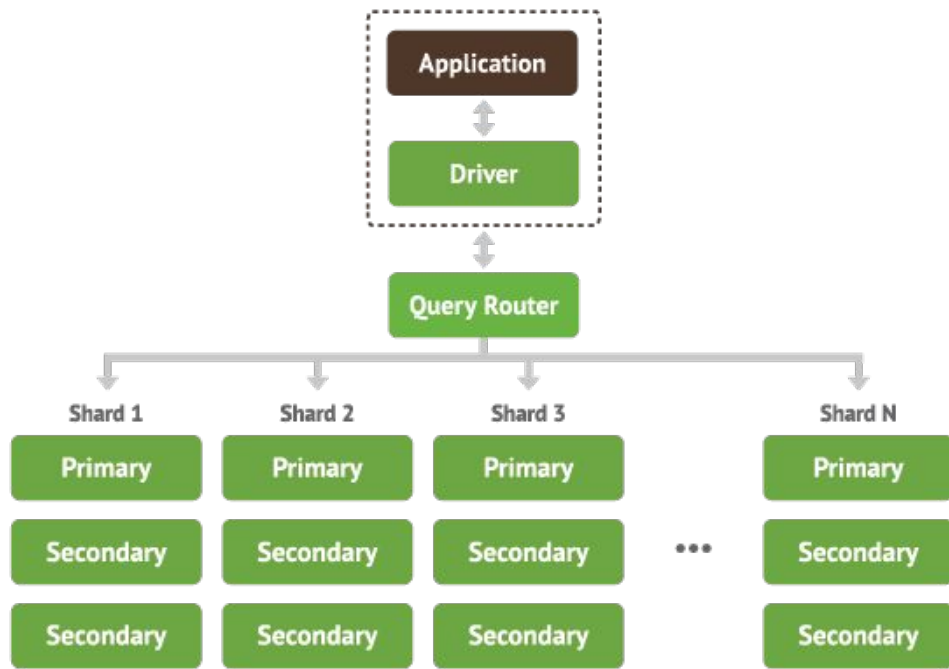 Application
Driver
Query Router
Shard 1 Shard 2 Shard 3 Shard N
Primary Primary Primary Primary
Secondary Secondary Secondary ... Secondary
Secondary Secondary Secondary Secondary